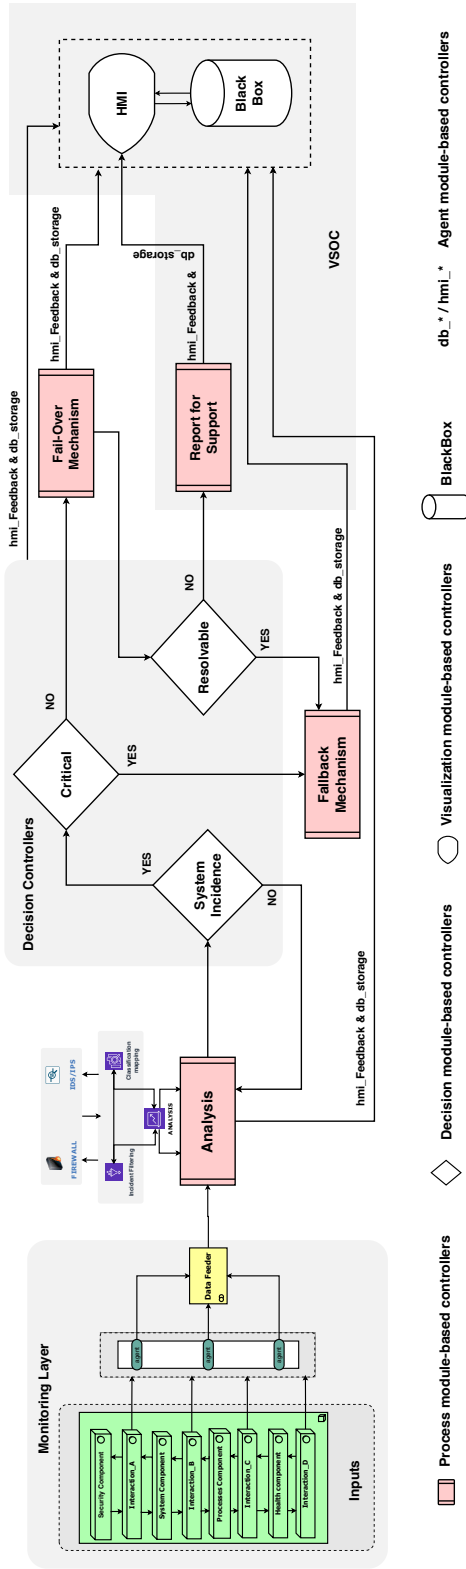 Monitoring Layer
Security Component
Interaction_A
System Component
Interaction_B
Processes Component
Interaction_C
Health component
Interaction_D
Inputs
agent
agent
agent
Data Feeder
FIREWALL
IDS/IPS
Incident Filtering
Classification
mapping
ANALYSIS
Analysis
Decision Controllers
System
Incidence
YES
NO
Critical
YES
NO
Resolvable
YES
NO
Fallback
Mechanism
Fail-Over
Mechanism
Report for
Support
hmi_Feedback & db_storage
hmi_Feedback & db_storage
hmi_Feedback &
db_storage
hmi_Feedback & db_storage
hmi_Feedback & db_storage
HMI
Black
Box
VSOC
Process module-based controllers
Decision module-based controllers
Visualization module-based controllers
BlackBox
db_* / hmi_* Agent module-based controllers